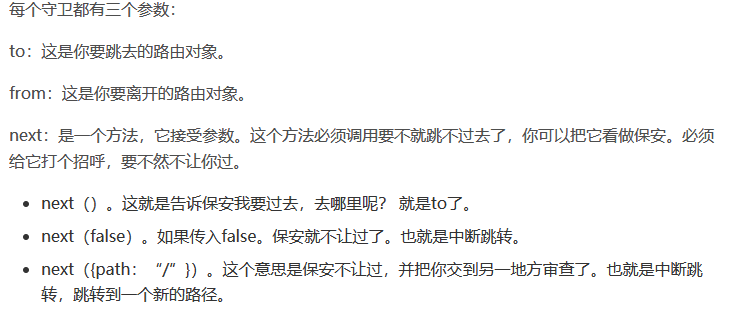 每个守卫都有三个参数：
to：这是你要跳去的路由对象。
from：这是你要离开的路由对象。
next：是一个方法，它接受参数。这个方法必须调用要不就跳不过去了，你可以把它看做保安。必须
给它打个招呼，要不然不让你过。
next（）。这就是告诉保安我要过去，去哪里呢？ 就是to了。
next（false）。如果传入false。保安就不让过了。也就是中断跳转。
next（{path：“/”}）。这个意思是保安不让过，并把你交到另一地方审查了。也就是中断跳
转，跳转到一个新的路径。